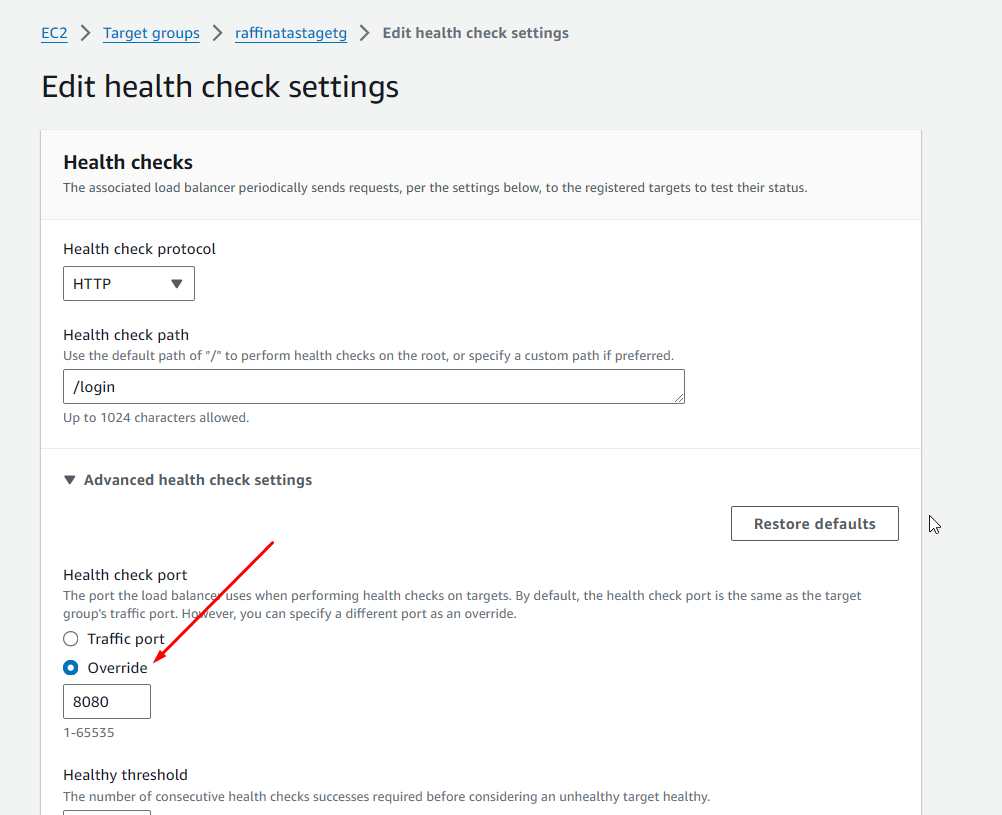 EC2 > Target groups > raffinatastagetg > Edit health check settings
Edit health check settings
Health checks
The associated load balancer periodically sends requests, per the settings below, to the registered targets to test their status.
Health check protocol
HTTP
Health check path
Use the default path of "/" to perform health checks on the root, or specify a custom path if preferred.
/login
Up to 1024 characters allowed.
Advanced health check settings
Restore defaults
Health check port
The port the load balancer uses when performing health checks on targets. By default, the health check port is the same as the target
group's traffic port. However, you can specify a different port as an override.
Traffic port
Override
8080
1-65535
Healthy threshold
The number of consecutive health checks successes required before considering an unhealthy target healthy.